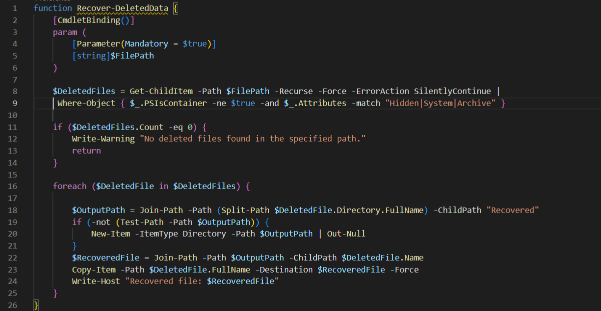 1 function Recover-DeletedData {
2 [CmdletBinding()]
3 param (
4 [Parameter(Mandatory = $true)]
5 [string]$FilePath
6 )
7
8 $DeletedFiles = Get-ChildItem -Path $FilePath -Recurse -Force -ErrorAction SilentlyContinue |
9 Where-Object { $_.PSIsContainer -ne $true -and $_.Attributes -match "Hidden|System|Archive" }
10
11 if ($DeletedFiles.Count -eq 0) {
12 Write-Warning "No deleted files found in the specified path."
13 return
14 }
15
16 foreach ($DeletedFile in $DeletedFiles) {
17
18 $OutputPath = Join-Path -Path (Split-Path $DeletedFile.Directory.FullName) -ChildPath "Recovered"
19 if (-not (Test-Path -Path $OutputPath)) {
20 New-Item -ItemType Directory -Path $OutputPath | Out-Null
21 }
22 $RecoveredFile = Join-Path -Path $OutputPath -ChildPath $DeletedFile.Name
23 Copy-Item -Path $DeletedFile.FullName -Destination $RecoveredFile -Force
24 Write-Host "Recovered file: $RecoveredFile"
25 }
26 }